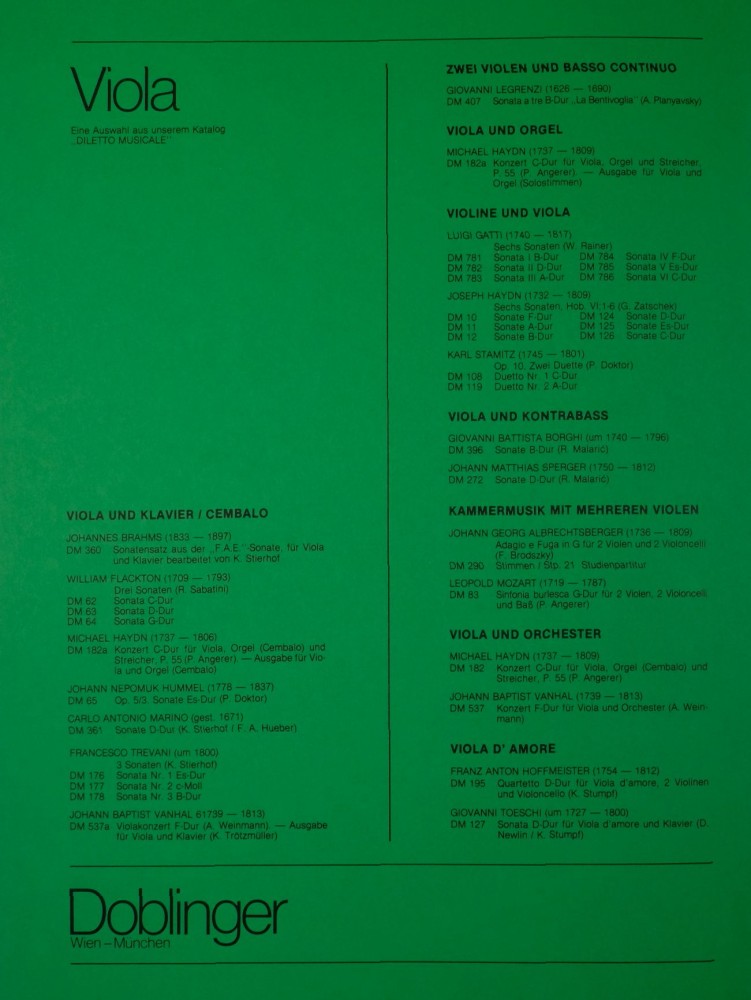 Viola
Eine Auswahl aus unserem Katalog
„DILETTO MUSICALE"
VIOLA UND KLAVIER / CEMBALO
JOHANNES BRAHMS (1833 — 1897)
DM 360 Sonatensatz aus der „F.A.E."-Sonate, für Viola
und Klavier bearbeitet von K. Stierhof
WILLIAM FLACKTON (1709 — 1793)
Drei Sonaten (R. Sabatini)
DM 62 Sonata C-Dur
DM 63 Sonata D-Dur
DM 64 Sonata G-Dur
MICHAEL HAYDN (1737 — 1806)
DM 182a Konzert C-Dur für Viola, Orgel (Cembalo) und
Streicher, P. 55 (P. Angerer). — Ausgabe für Vio-
la und Orgel (Cembalo)
JOHANN NEPOMUK HUMMEL (1778 — 1837)
DM 65 Op. 5/3. Sonate Es-Dur (P. Doktor)
CARLO ANTONIO MARINO (gest. 1671)
DM 361 Sonate D-Dur (K. Stierhof / F. A. Hueber)
FRANCESCO TREVANI (um 1800)
3 Sonaten (K. Stierhof)
DM 176 Sonata Nr. 1 Es-Dur
DM 177 Sonata Nr. 2 c-Moll
DM 178 Sonata Nr. 3 B-Dur
JOHANN BAPTIST VANHAL 61739 — 1813)
DM 537a Violakonzert F-Dur (A. Weinmann). — Ausgabe
für Viola und Klavier (K. Trötzmüller)
ZWEI VIOLEN UND BASSO CONTINUO
GIOVANNI LEGRENZI (1626 — 1690)
DM 407 Sonata a tre B-Dur „La Bentivoglia" (A. Planyavsky)
VIOLA UND ORGEL
MICHAEL HAYDN (1737 — 1809)
DM 182a Konzert C-Dur für Viola, Orgel und Streicher,
P. 55 (P. Angerer). — Ausgabe für Viola und
Orgel (Solostimmen)
VIOLINE UND VIOLA
LUIGI GATTI (1740 — 1817)
Sechs Sonaten (W. Rainer)
DM 781 Sonata I B-Dur DM 784 Sonata IV F-Dur
DM 782 Sonata II D-Dur DM 785 Sonata V Es-Dur
DM 783 Sonata III A-Dur DM 786 Sonata VI C-Dur
JOSEPH HAYDN (1732 — 1809)
Sechs Sonaten, Hob. VI:1-6 (G. Zatschek)
DM 10 Sonate F-Dur DM 124 Sonate D-Dur
DM 11 Sonate A-Dur DM 125 Sonate Es-Dur
DM 12 Sonate B-Dur DM 126 Sonate C-Dur
KARL STAMITZ (1745 — 1801)
Op. 10, Zwei Duette (P. Doktor)
DM 108 Duetto Nr. 1 C-Dur
DM 119 Duetto Nr. 2 A-Dur
VIOLA UND KONTRABASS
GIOVANNI BATTISTA BORGHI (um 1740 — 1796)
DM 396 Sonate B-Dur (R. Malarić)
JOHANN MATTHIAS SPERGER (1750 — 1812)
DM 272 Sonate D-Dur (R. Malarić)
KAMMERMUSIK MIT MEHREREN VIOLEN
JOHANN GEORG ALBRECHTSBERGER (1736 — 1809)
Adagio e Fuga in G für 2 Violen und 2 Violoncelli
(F. Brodszky)
DM 290 Stimmen / Stp. 21 Studienpartitur
LEOPOLD MOZART (1719 — 1787)
DM 83 Sinfonia burlesca G-Dur für 2 Violen, 2 Violoncelli
und Baß (P. Angerer)
VIOLA UND ORCHESTER
MICHAEL HAYDN (1737 — 1809)
DM 182 Konzert C-Dur für Viola, Orgel (Cembalo) und
Streicher, P. 55 (P. Angerer)
JOHANN BAPTIST VANHAL (1739 — 1813)
DM 537 Konzert F-Dur für Viola und Orchester (A. Wein-
mann)
VIOLA D' AMORE
FRANZ ANTON HOFFMEISTER (1754 — 1812)
DM 195 Quartetto D-Dur für Viola d'amore, 2 Violinen
und Violoncello (K. Stumpf)
GIOVANNI TOESCHI (um 1727 — 1800)
DM 127 Sonata D-Dur für Viola d'amore und Klavier (D.
Newlin / K. Stumpf)
Doblinger
Wien – München